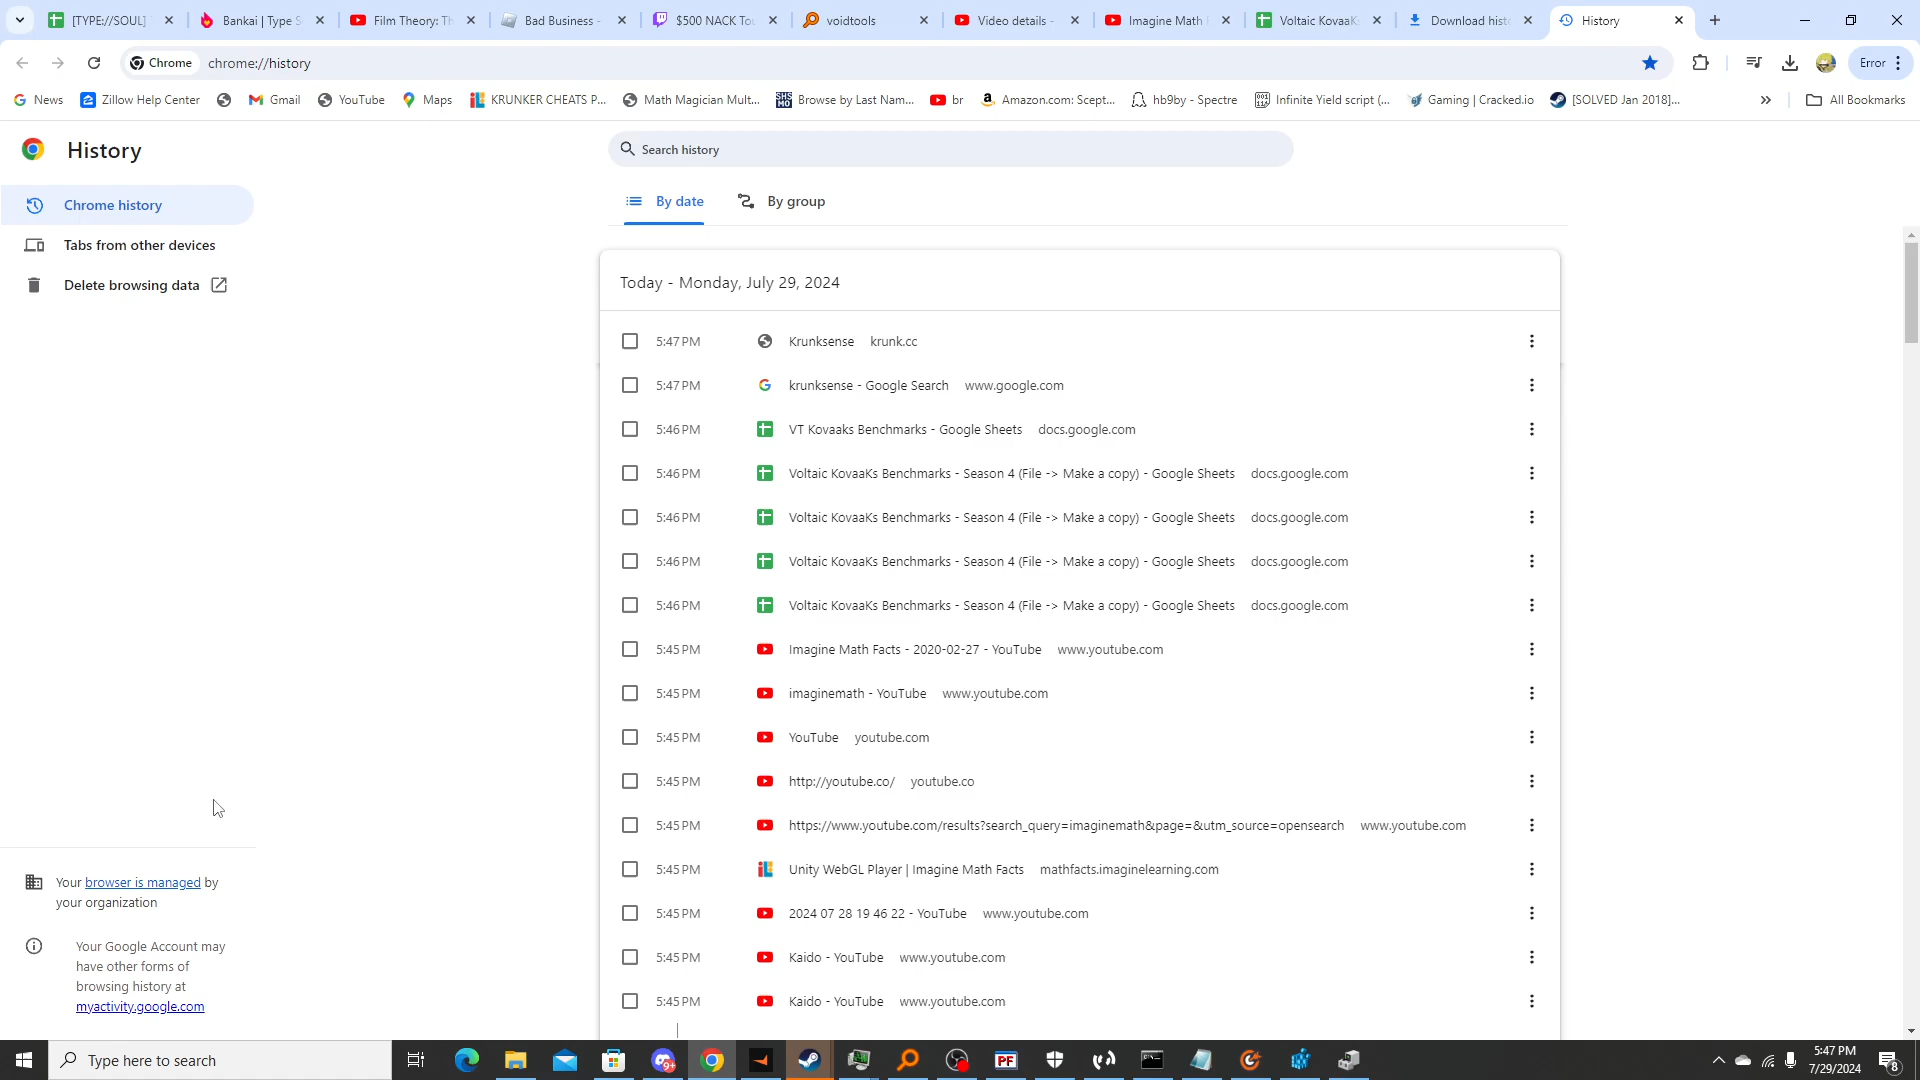 [TYPE://SOUL]
Bankai | Type S
Film Theory: Th
Bad Business -
$500 NACK Tou
voidtools
Video details -
Imagine Math F
Voltaic KovaaK
Download histo
History
Chrome
chrome://history
Error
News
Zillow Help Center
Gmail
YouTube
Maps
KRUNKER CHEATS P...
Math Magician Mult...
Browse by Last Nam...
br
Amazon.com: Scept...
hb9by - Spectre
Infinite Yield script (...
Gaming | Cracked.io
[SOLVED Jan 2018]...
All Bookmarks
History
Search history
Chrome history
Tabs from other devices
Delete browsing data
By date
By group
Today - Monday, July 29, 2024
5:47 PM Krunksense krunk.cc
5:47 PM krunksense - Google Search www.google.com
5:46 PM VT Kovaaks Benchmarks - Google Sheets docs.google.com
5:46 PM Voltaic KovaaKs Benchmarks - Season 4 (File -> Make a copy) - Google Sheets docs.google.com
5:46 PM Voltaic KovaaKs Benchmarks - Season 4 (File -> Make a copy) - Google Sheets docs.google.com
5:46 PM Voltaic KovaaKs Benchmarks - Season 4 (File -> Make a copy) - Google Sheets docs.google.com
5:46 PM Voltaic KovaaKs Benchmarks - Season 4 (File -> Make a copy) - Google Sheets docs.google.com
5:45 PM Imagine Math Facts - 2020-02-27 - YouTube www.youtube.com
5:45 PM imaginemath - YouTube www.youtube.com
5:45 PM YouTube youtube.com
5:45 PM http://youtube.co/ youtube.co
5:45 PM https://www.youtube.com/results?search_query=imaginemath&page=&utm_source=opensearch www.youtube.com
5:45 PM Unity WebGL Player | Imagine Math Facts mathfacts.imaginelearning.com
5:45 PM 2024 07 28 19 46 22 - YouTube www.youtube.com
5:45 PM Kaido - YouTube www.youtube.com
5:45 PM Kaido - YouTube www.youtube.com
Your browser is managed by
your organization
Your Google Account may
have other forms of
browsing history at
myactivity.google.com
Type here to search
9+
PF
5:47 PM
7/29/2024
8